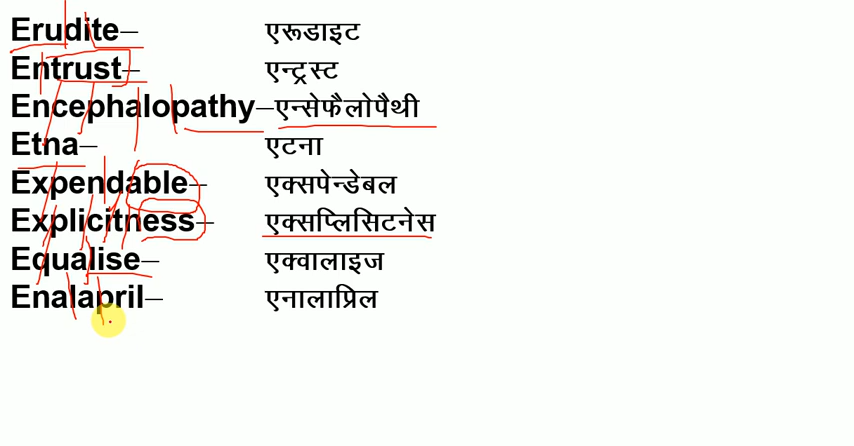 Erudite– एरूडाइट
Entrust– एन्ट्रस्ट
Encephalopathy–एन्सेफैलोपैथी
Etna– एटना
Expendable– एक्सपेन्डेबल
Explicitness– एक्सप्लिसिटनेस
Equalise– एक्वालाइज
Enalapril– एनालाप्रिल